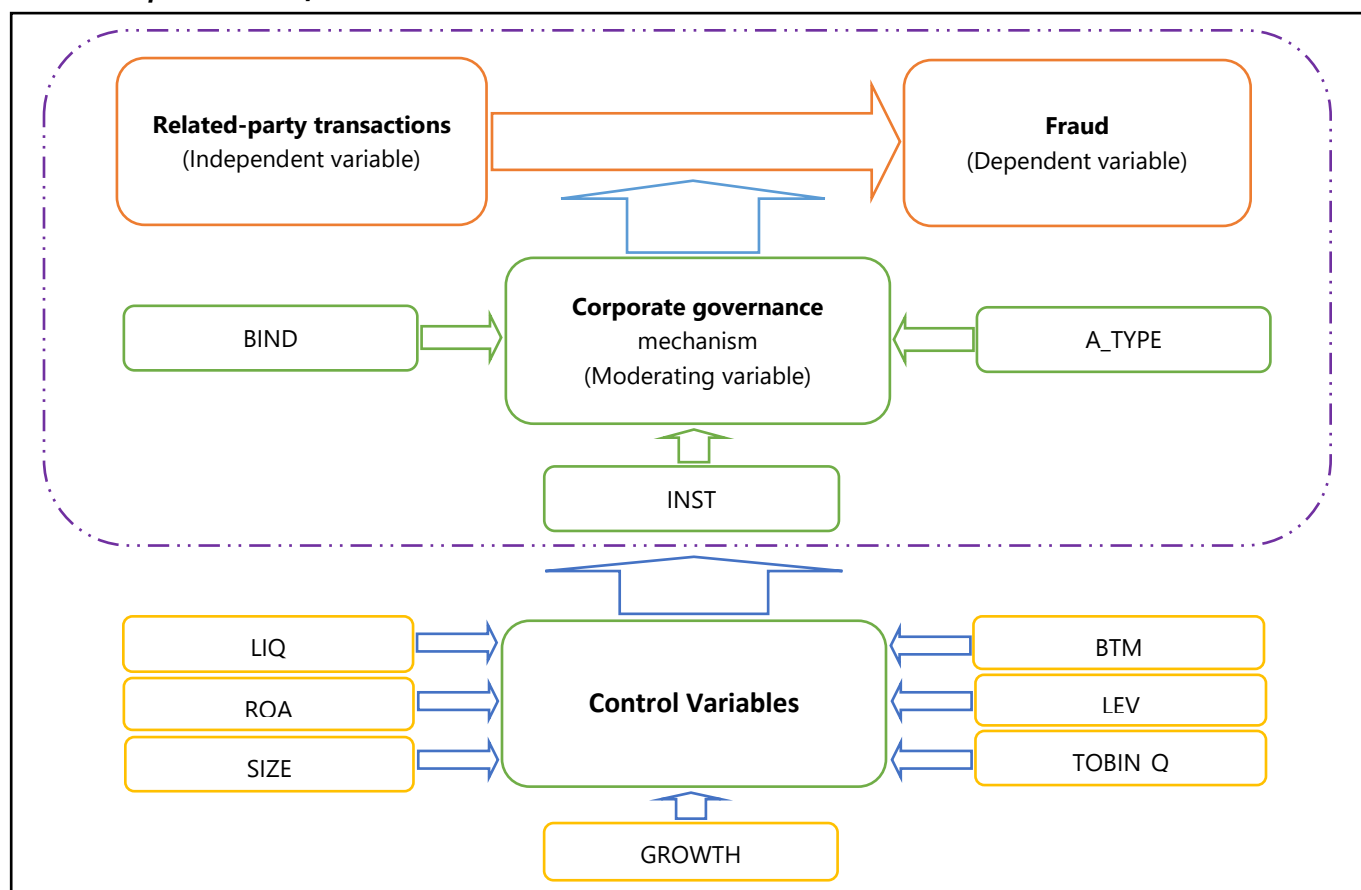 Related-party transactions
(Independent variable)
Fraud
(Dependent variable)
Corporate governance
mechanism
(Moderating variable)
BIND
A_TYPE
INST
LIQ
BTM
ROA
Control Variables
LEV
SIZE
TOBIN_Q
GROWTH